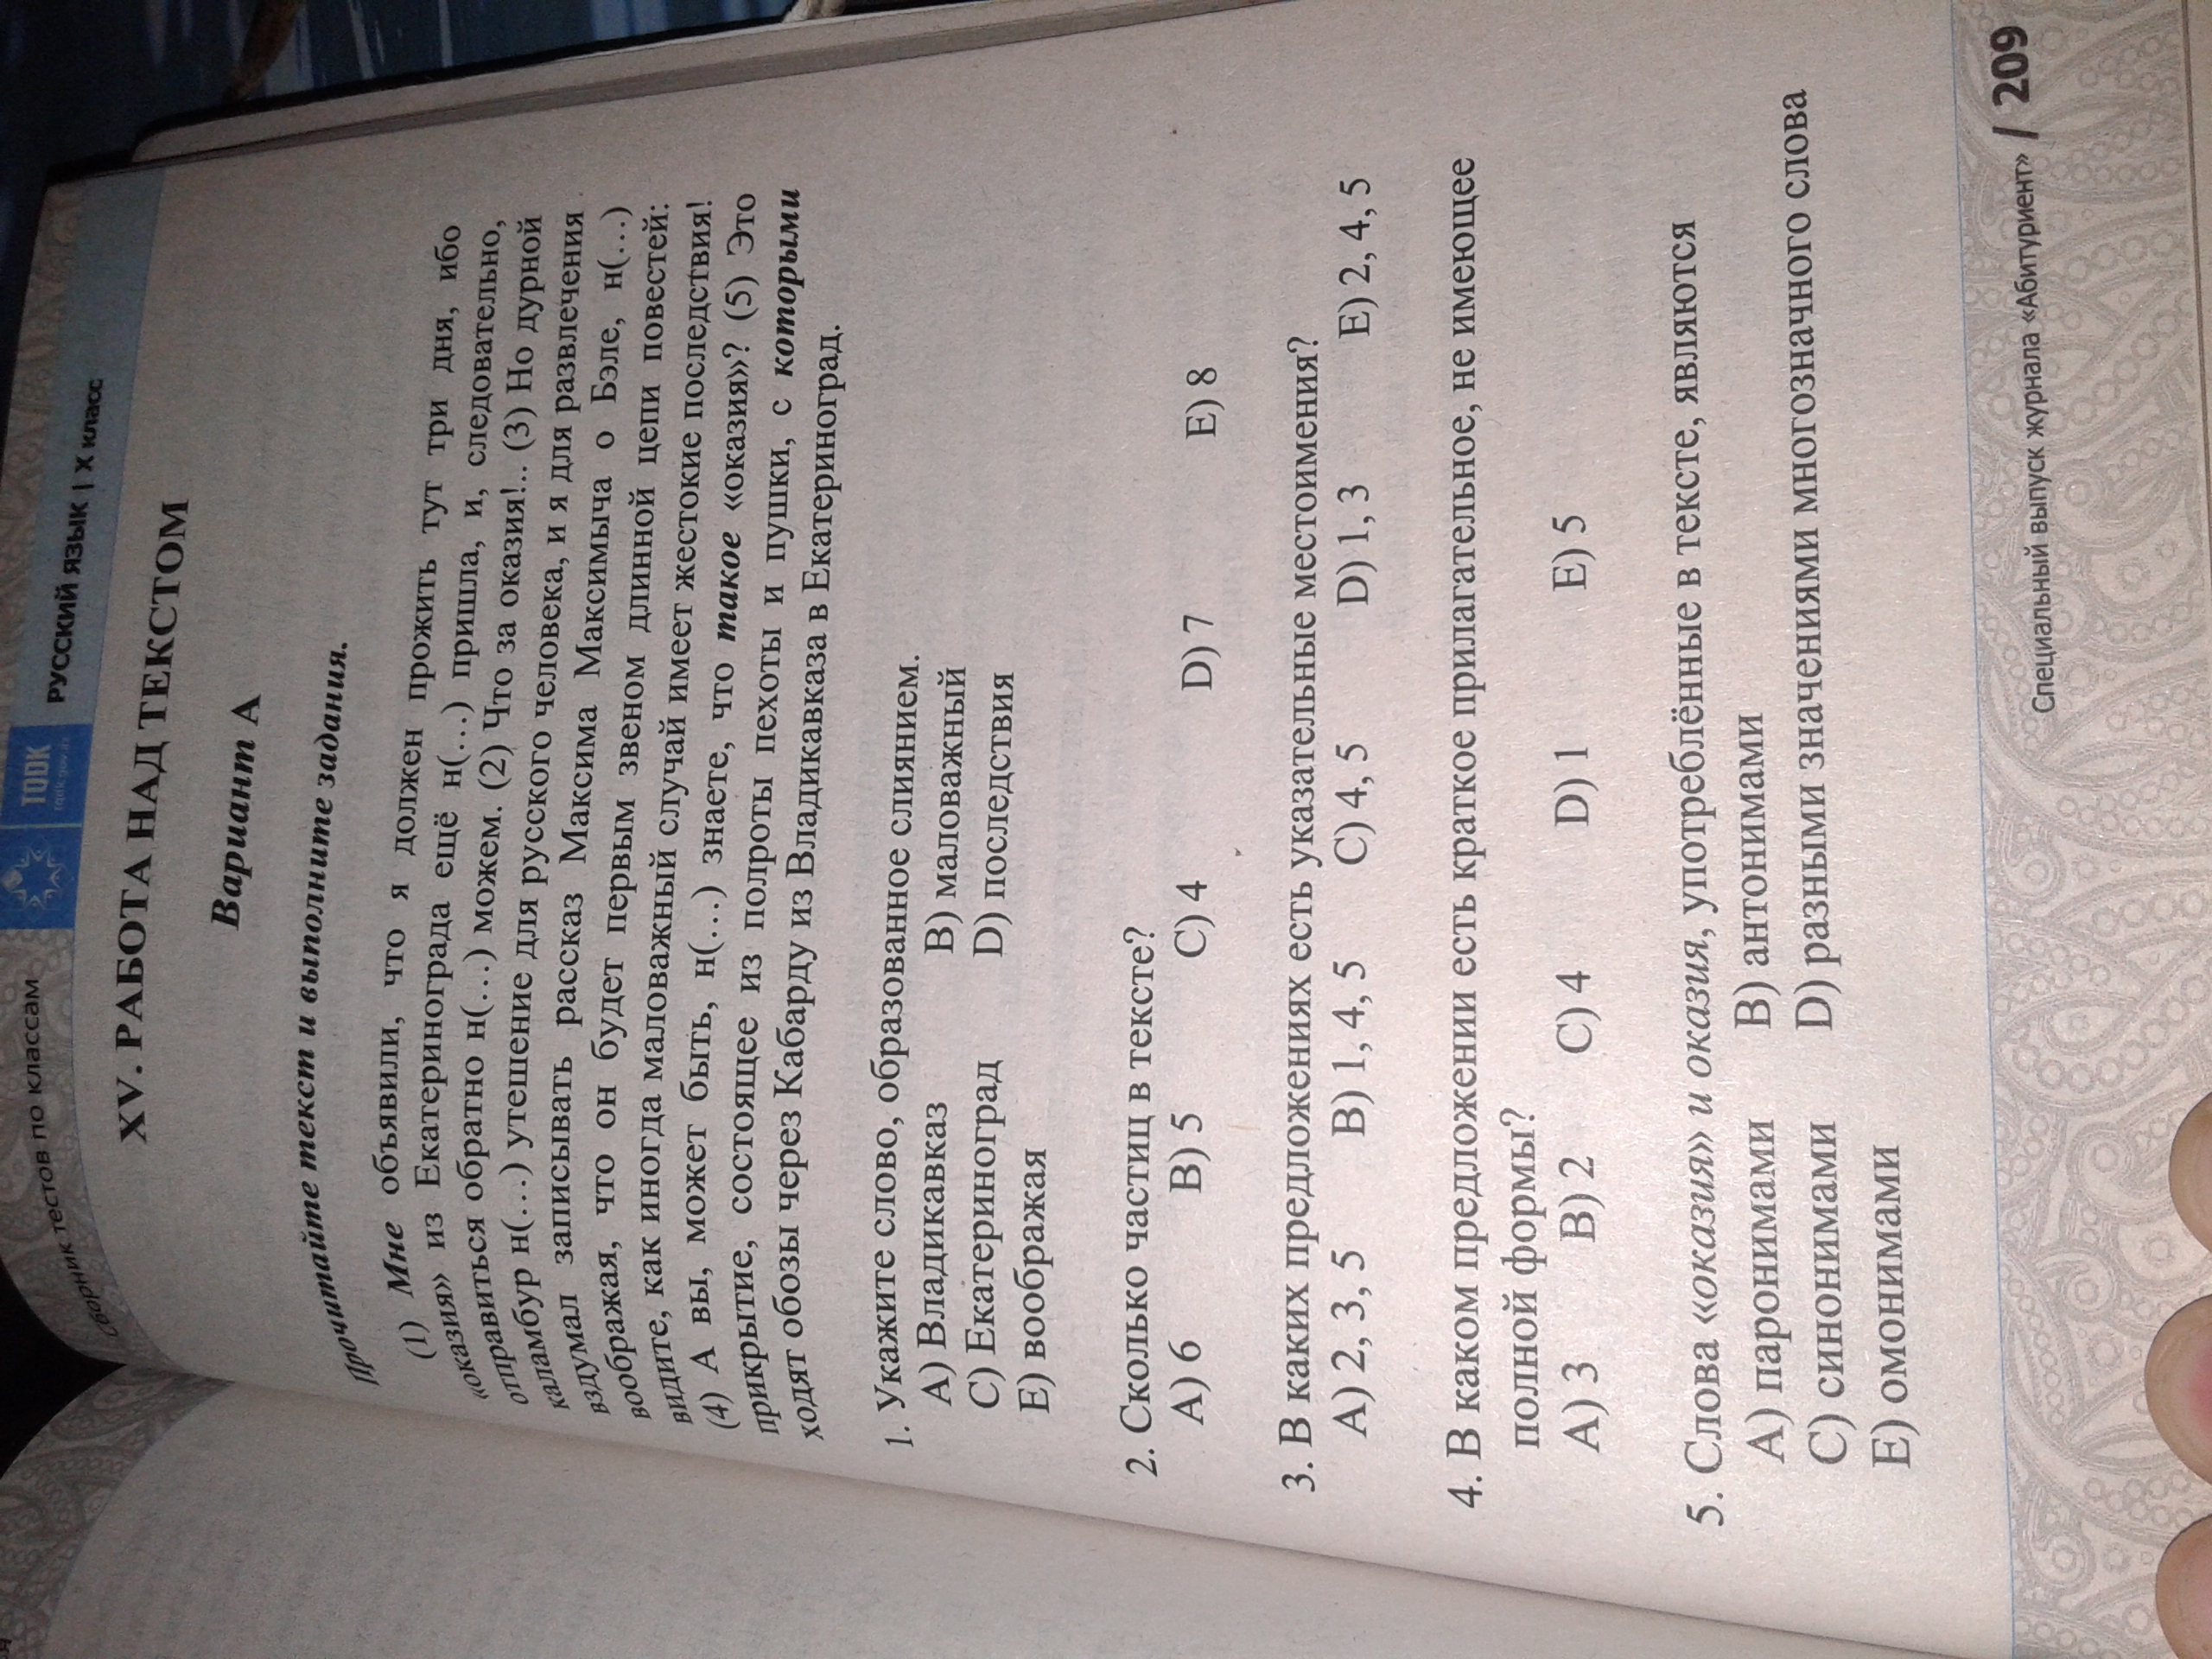 Сборник тестов по классам
TQDK
tqdk.gov.az
РУССКИЙ ЯЗЫК | X класс
XV. РАБОТА НАД ТЕКСТОМ
Вариант А
Прочитайте текст и выполните задания.
(1) Мне объявили, что я должен прожить тут три дня, ибо
«оказия» из Екатеринограда ещё н(…) пришла, и, следовательно,
отправиться обратно н(…) можем. (2) Что за оказия!.. (3) Но дурной
каламбур н(…) утешение для русского человека, и я для развлечения
вздумал записывать рассказ Максима Максимыча о Бэле, н(…)
воображая, что он будет первым звеном длинной цепи повестей:
видите, как иногда маловажный случай имеет жестокие последствия!
(4) А вы, может быть, н(…) знаете, что такое «оказия»? (5) Это
прикрытие, состоящее из полроты пехоты и пушки, с которыми
ходят обозы через Кабарду из Владикавказа в Екатериноград.
1. Укажите слово, образованное слиянием.
A) Владикавказ B) маловажный
C) Екатериноград D) последствия
E) воображая
2. Сколько частиц в тексте?
A) 6 B) 5 C) 4 D) 7 E) 8
3. В каких предложениях есть указательные местоимения?
A) 2, 3, 5 B) 1, 4, 5 C) 4, 5 D) 1, 3 E) 2, 4, 5
4. В каком предложении есть краткое прилагательное, не имеющее
полной формы?
A) 3 B) 2 C) 4 D) 1 E) 5
5. Слова «оказия» и оказия, употреблённые в тексте, являются
A) паронимами B) антонимами
C) синонимами D) разными значениями многозначного слова
E) омонимами
Специальный выпуск журнала «Абитуриент» / 209